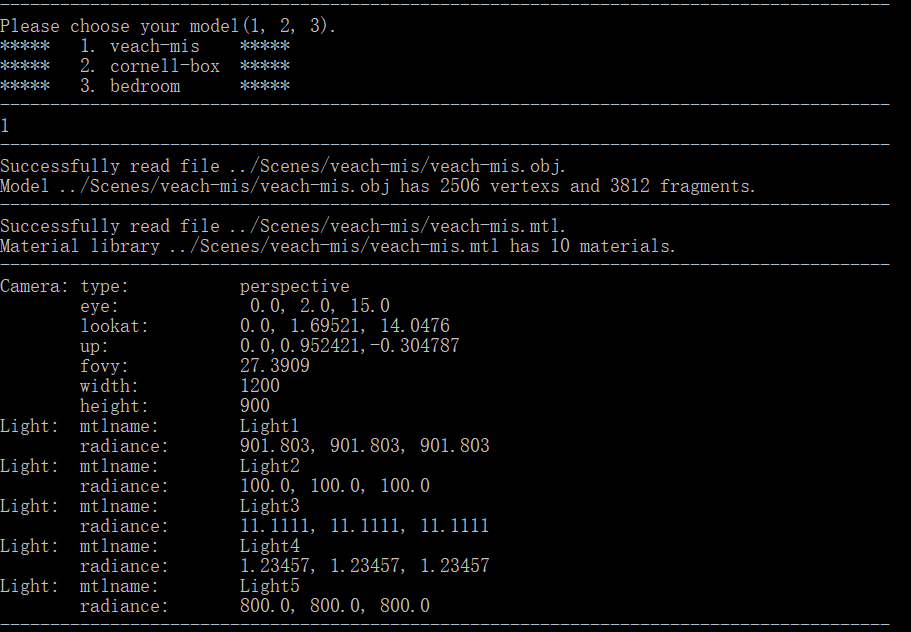 -----------------------------------------------------------------------------------------
Please choose your model(1, 2, 3).
*****   1. veach-mis    *****
*****   2. cornell-box  *****
*****   3. bedroom      *****
-----------------------------------------------------------------------------------------
1
-----------------------------------------------------------------------------------------
Successfully read file ../Scenes/veach-mis/veach-mis.obj.
Model ../Scenes/veach-mis/veach-mis.obj has 2506 vertexs and 3812 fragments.
-----------------------------------------------------------------------------------------
Successfully read file ../Scenes/veach-mis/veach-mis.mtl.
Material library ../Scenes/veach-mis/veach-mis.mtl has 10 materials.
-----------------------------------------------------------------------------------------
Camera: type:           perspective
        eye:             0.0, 2.0, 15.0
        lookat:         0.0, 1.69521, 14.0476
        up:             0.0,0.952421,-0.304787
        fovy:           27.3909
        width:          1200
        height:         900
Light:  mtlname:        Light1
        radiance:       901.803, 901.803, 901.803
Light:  mtlname:        Light2
        radiance:       100.0, 100.0, 100.0
Light:  mtlname:        Light3
        radiance:       11.1111, 11.1111, 11.1111
Light:  mtlname:        Light4
        radiance:       1.23457, 1.23457, 1.23457
Light:  mtlname:        Light5
        radiance:       800.0, 800.0, 800.0
-----------------------------------------------------------------------------------------